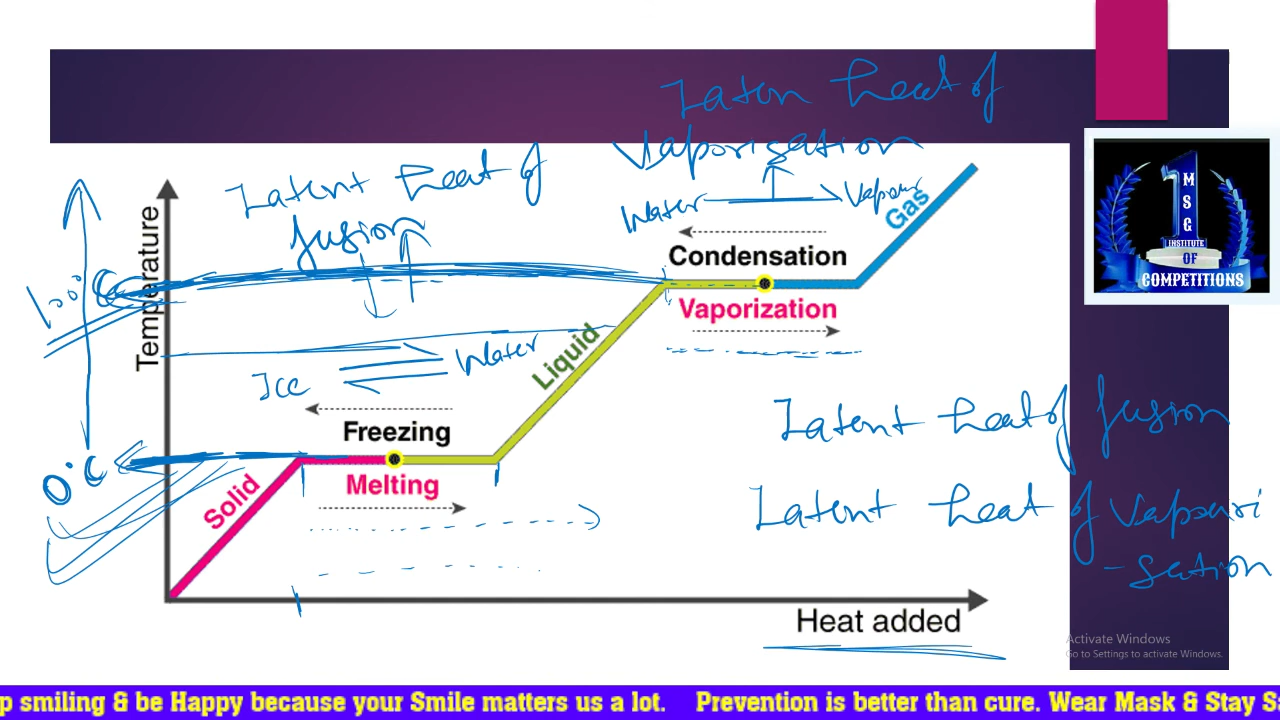 Laten heat of
Vaporization
Latent heat of
fusion
Water
Vapour
Gas
Condensation
Vaporization
100°C
Temperature
Liquid
Ice
Water
Freezing
Melting
Solid
0°C
Heat added
Latent heat of fusion
Latent heat of Vapouri
-sation
1
M
S
G
INSTITUTE
OF
COMPETITIONS
Activate Windows
Go to Settings to activate Windows.
p smiling & be Happy because your Smile matters us a lot. Prevention is better than cure. Wear Mask & Stay S